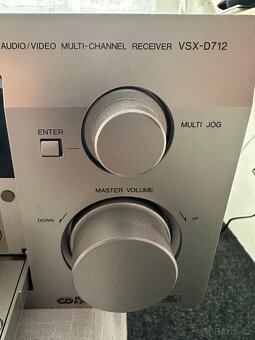 AUDIO/VIDEO MULTI-CHANNEL RECEIVER VSX-D712
ENTER
MULTI JOG
MASTER VOLUME
DOWN
UP